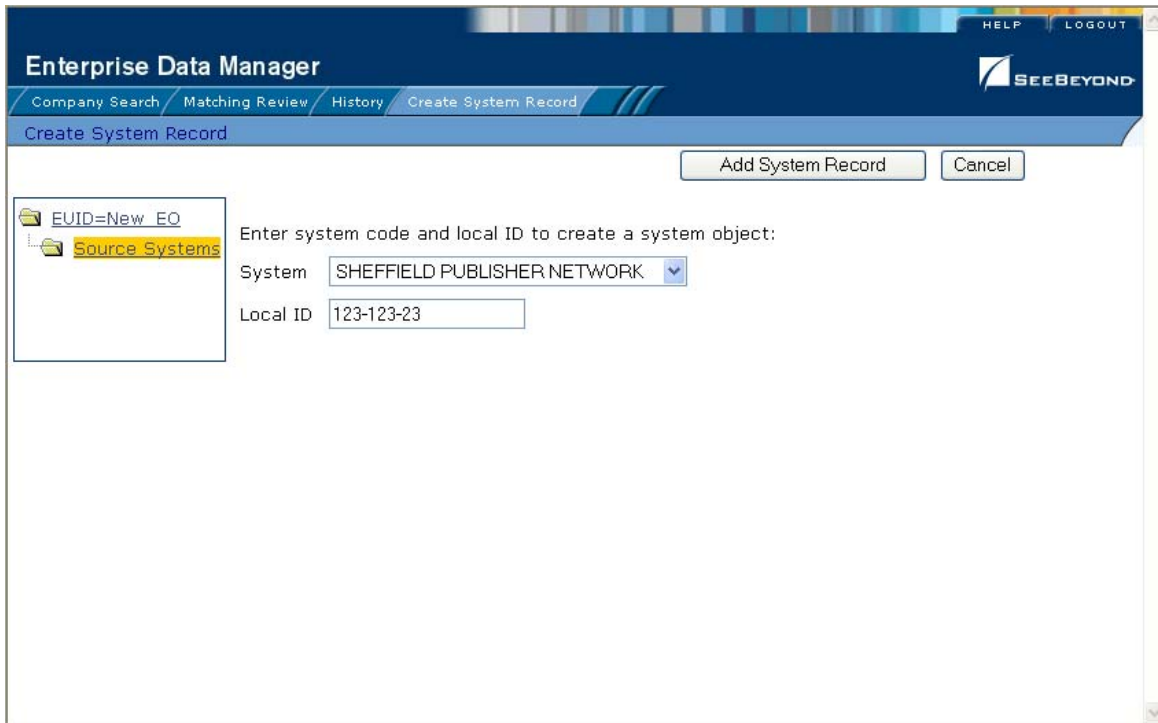 HELP LOGOUT
Enterprise Data Manager
SEEBEYOND
Company Search Matching Review History Create System Record
Create System Record
Add System Record Cancel
EUID=New EO
Source Systems
Enter system code and local ID to create a system object:
System SHEFFIELD PUBLISHER NETWORK
Local ID 123-123-23